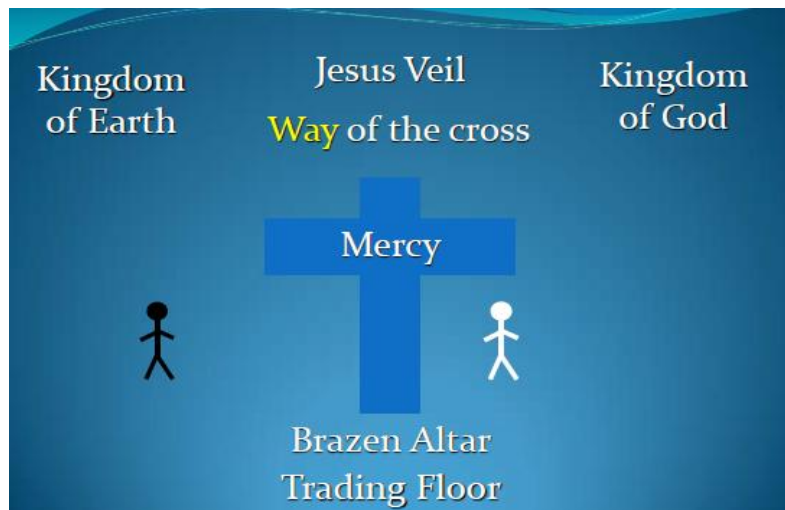 Kingdom
of Earth
Jesus Veil
Way of the cross
Kingdom
of God
Mercy
Brazen Altar
Trading Floor